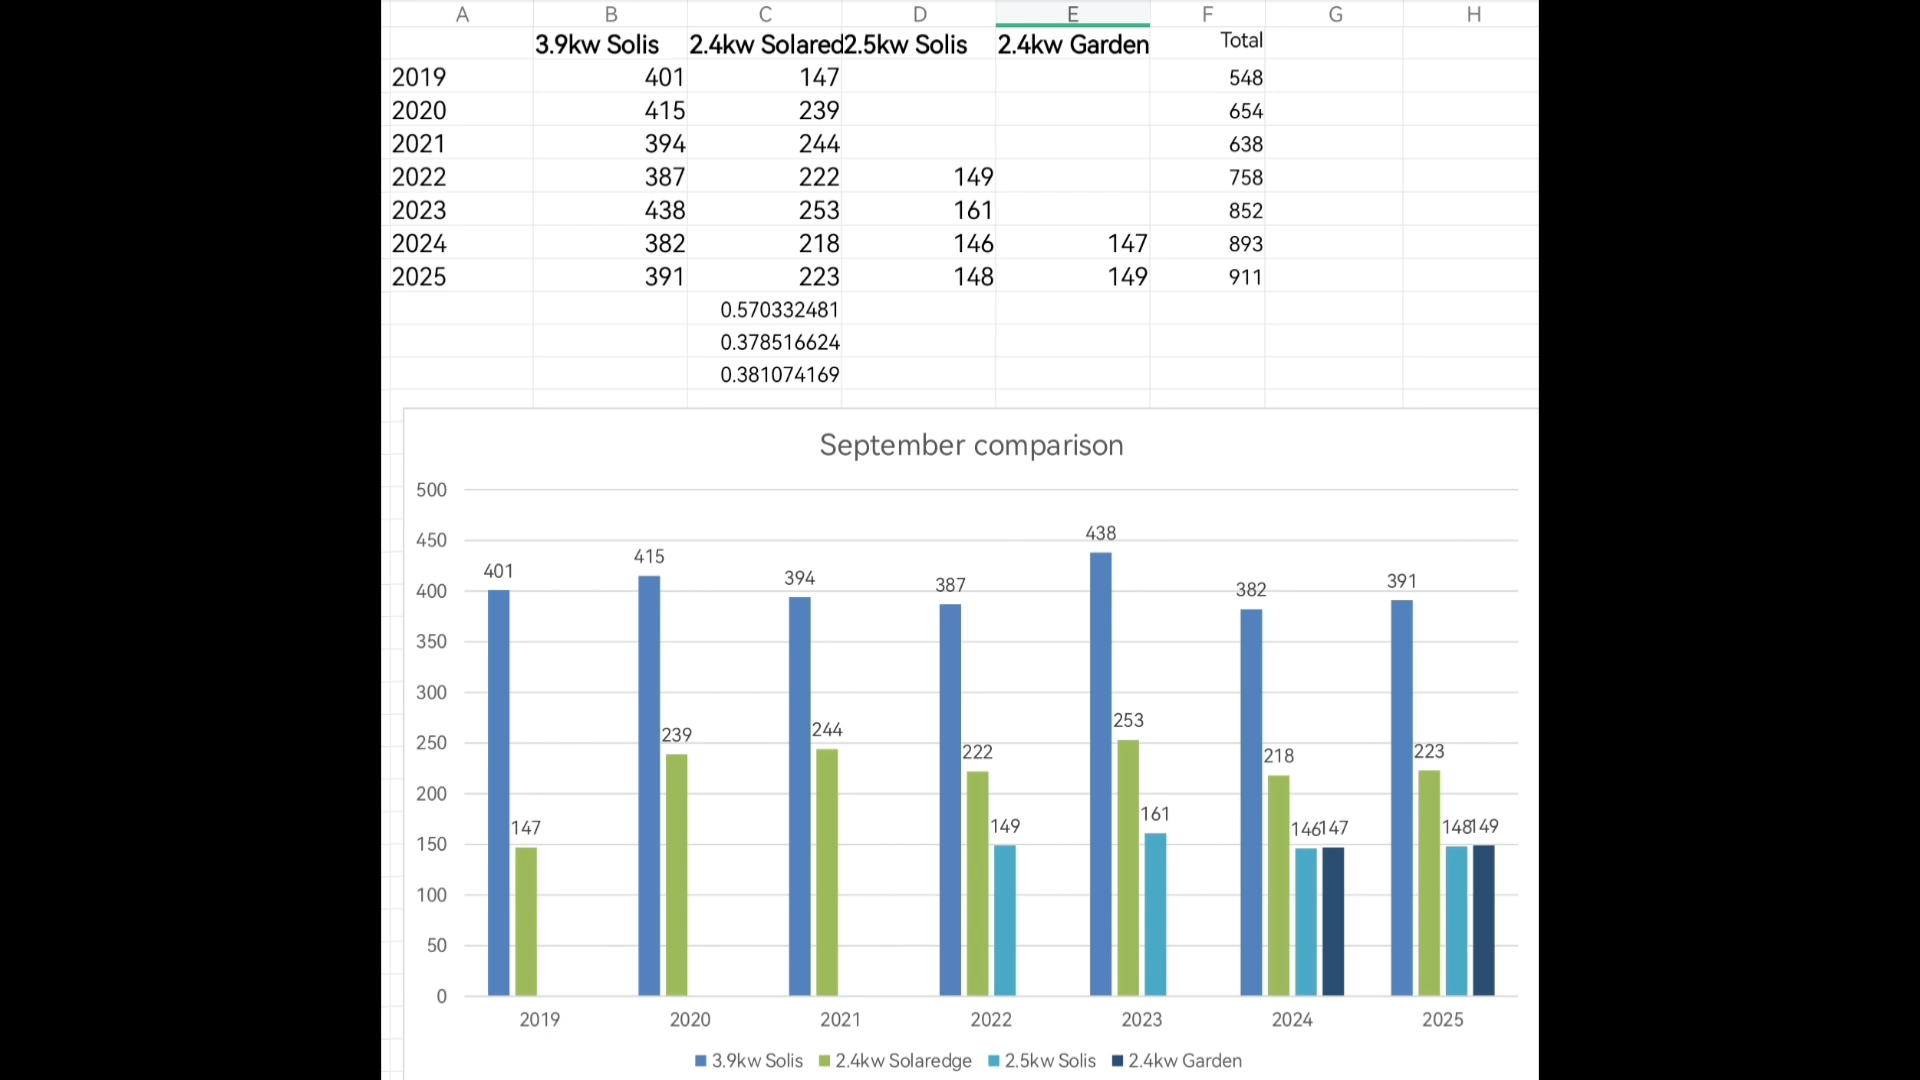 A B C D E F G H
3.9kw Solis 2.4kw Solared 2.5kw Solis 2.4kw Garden Total
2019 401 147 548
2020 415 239 654
2021 394 244 638
2022 387 222 149 758
2023 438 253 161 852
2024 382 218 146 147 893
2025 391 223 148 149 911
0.570332481
0.378516624
0.381074169
September comparison
500
450
400
350
300
250
200
150
100
50
0
401 147
415 239
394 244
387 222 149
438 253 161
382 218 146 147
391 223 148 149
2019 2020 2021 2022 2023 2024 2025
3.9kw Solis 2.4kw Solaredge 2.5kw Solis 2.4kw Garden